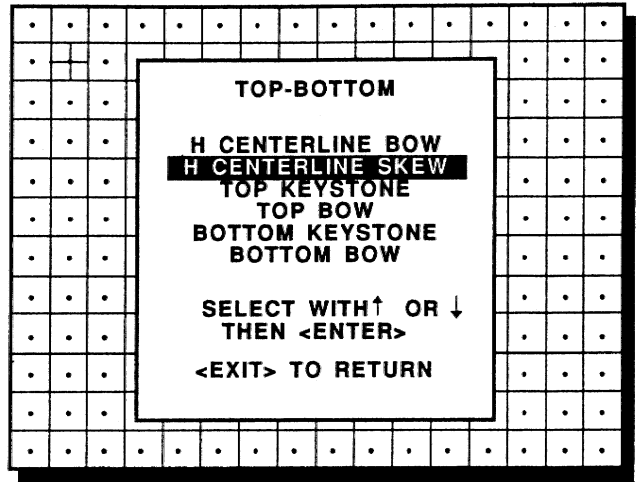 TOP-BOTTOM
H CENTERLINE BOW
H CENTERLINE SKEW
TOP KEYSTONE
TOP BOW
BOTTOM KEYSTONE
BOTTOM BOW
SELECT WITH↑ OR ↓
THEN <ENTER>
<EXIT> TO RETURN